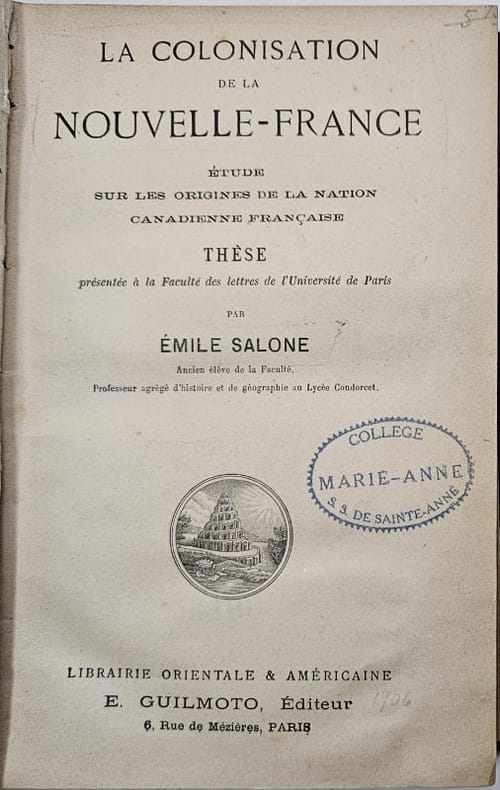 LA COLONISATION
DE LA
NOUVELLE-FRANCE
ÉTUDE
SUR LES ORIGINES DE LA NATION
CANADIENNE FRANÇAISE
THÈSE
présentée à la Faculté des lettres de l'Université de Paris
PAR
ÉMILE SALONE
Ancien élève de la Faculté,
Professeur agrégé d'histoire et de géographie au Lycée Condorcet.
COLLEGE
MARIE-ANNE
S. S. DE SAINTE-ANNE
LIBRAIRIE ORIENTALE & AMÉRICAINE
E. GUILMOTO, Éditeur
6, Rue de Mézières, PARIS